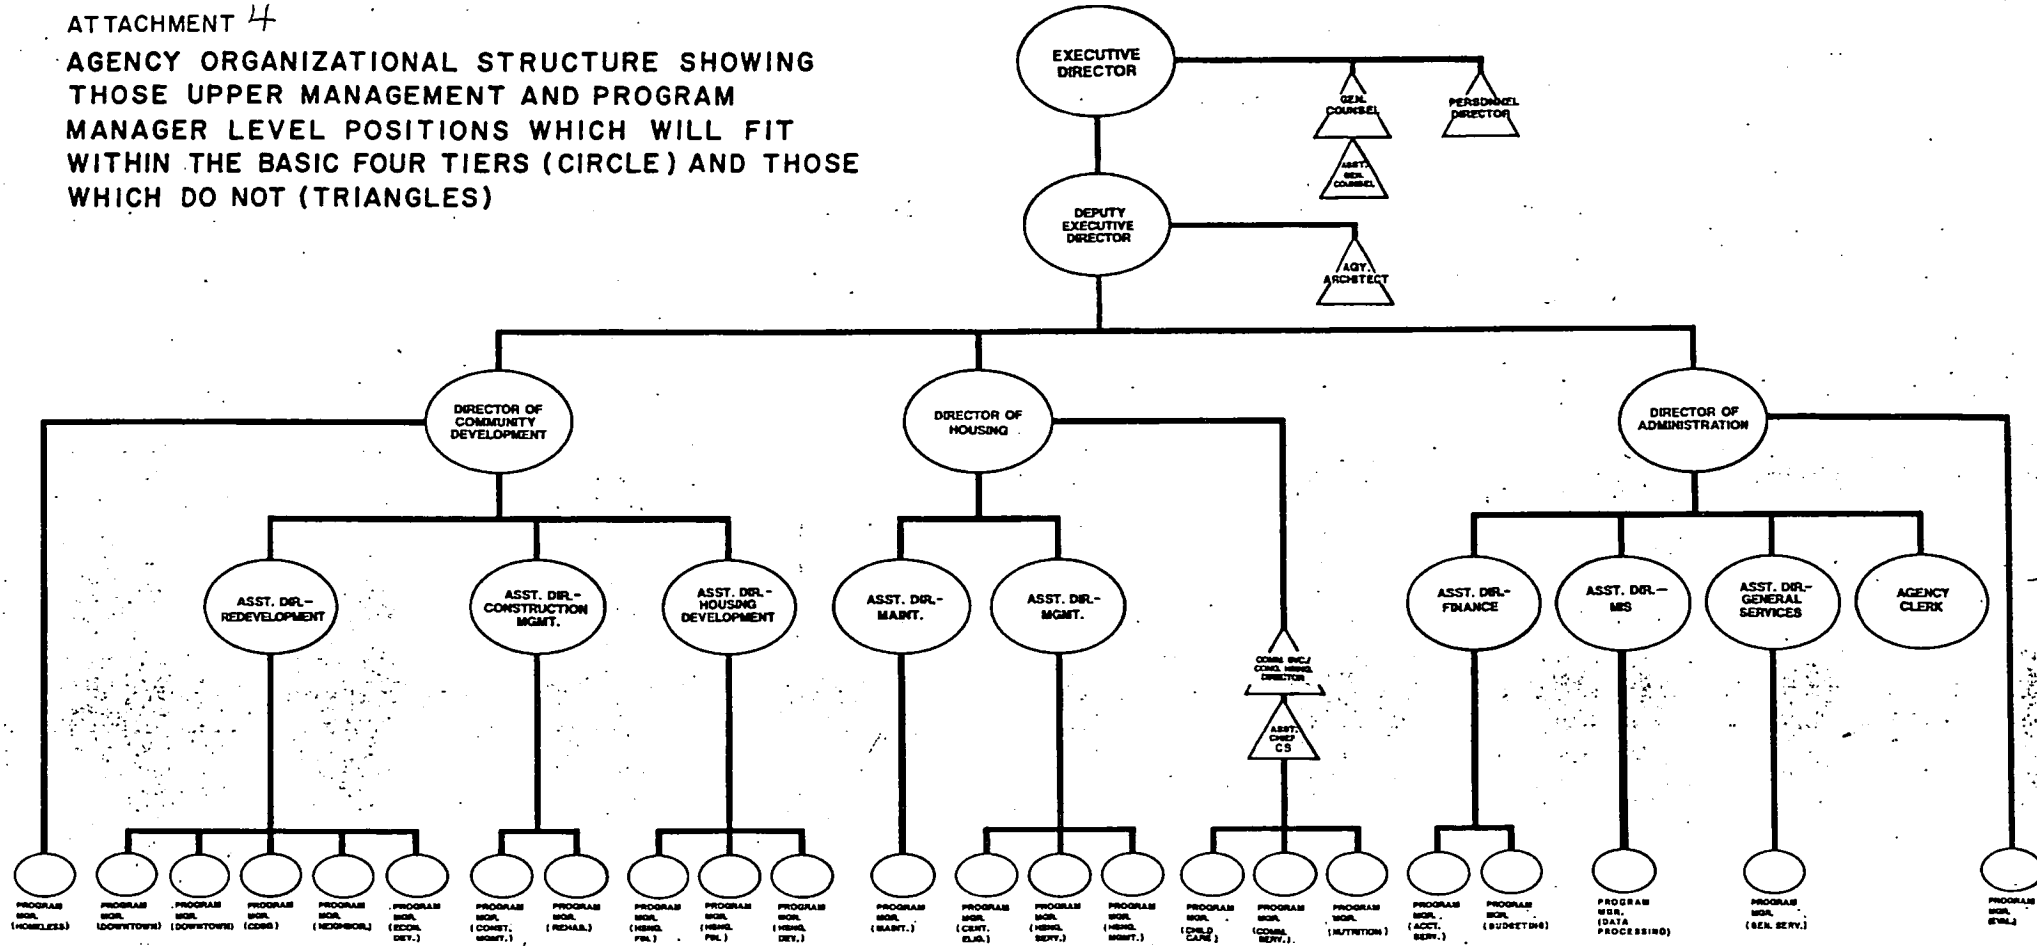 ATTACHMENT 4
AGENCY ORGANIZATIONAL STRUCTURE SHOWING
THOSE UPPER MANAGEMENT AND PROGRAM
MANAGER LEVEL POSITIONS WHICH WILL FIT
WITHIN THE BASIC FOUR TIERS (CIRCLE) AND THOSE
WHICH DO NOT (TRIANGLES)
EXECUTIVE
DIRECTOR
GEN.
COUNSEL
PERSONNEL
DIRECTOR
ASST.
GEN.
COUNSEL
DEPUTY
EXECUTIVE
DIRECTOR
AGY.
ARCHITECT
DIRECTOR OF
COMMUNITY
DEVELOPMENT
DIRECTOR OF
HOUSING
DIRECTOR OF
ADMINISTRATION
ASST. DIR.—
REDEVELOPMENT
ASST. DIR.-
CONSTRUCTION
MGMT.
ASST. DIR.-
HOUSING
DEVELOPMENT
ASST. DIR.-
MAINT.
ASST. DIR.-
MGMT.
ASST. DIR.-
FINANCE
ASST. DIR.—
MIS
ASST. DIR.-
GENERAL
SERVICES
AGENCY
CLERK
COMM. SVC./
CONG. HSNG.
DIRECTOR
ASST.
CHIEF
CS
PROGRAM
MGR.
(HOMELESS)
PROGRAM
MGR.
(DOWNTOWN)
PROGRAM
MGR.
(DOWNTOWN)
PROGRAM
MGR.
(CDBG)
PROGRAM
MGR.
(NEIGHBOR.)
PROGRAM
MGR.
(ECON.
DEV.)
PROGRAM
MGR.
(CONST.
MGMT.)
PROGRAM
MGR.
(REHAB.)
PROGRAM
MGR.
(HSNG.
FIN.)
PROGRAM
MGR.
(HSNG.
FIN.)
PROGRAM
MGR.
(HSNG.
DEV.)
PROGRAM
MGR.
(MAINT.)
PROGRAM
MGR.
(CENT.
ELIG.)
PROGRAM
MGR.
(HSNG.
SERV.)
PROGRAM
MGR.
(HSNG.
MGMT.)
PROGRAM
MGR.
(CHILD
CARE)
PROGRAM
MGR.
(COMM.
SERV.)
PROGRAM
MGR.
(NUTRITION)
PROGRAM
MGR.
(ACCT.
SERV.)
PROGRAM
MGR.
(BUDGETING)
PROGRAM
MGR.
(DATA
PROCESSING)
PROGRAM
MGR.
(GEN. SERV.)
PROGRAM
MGR.
(EVAL.)